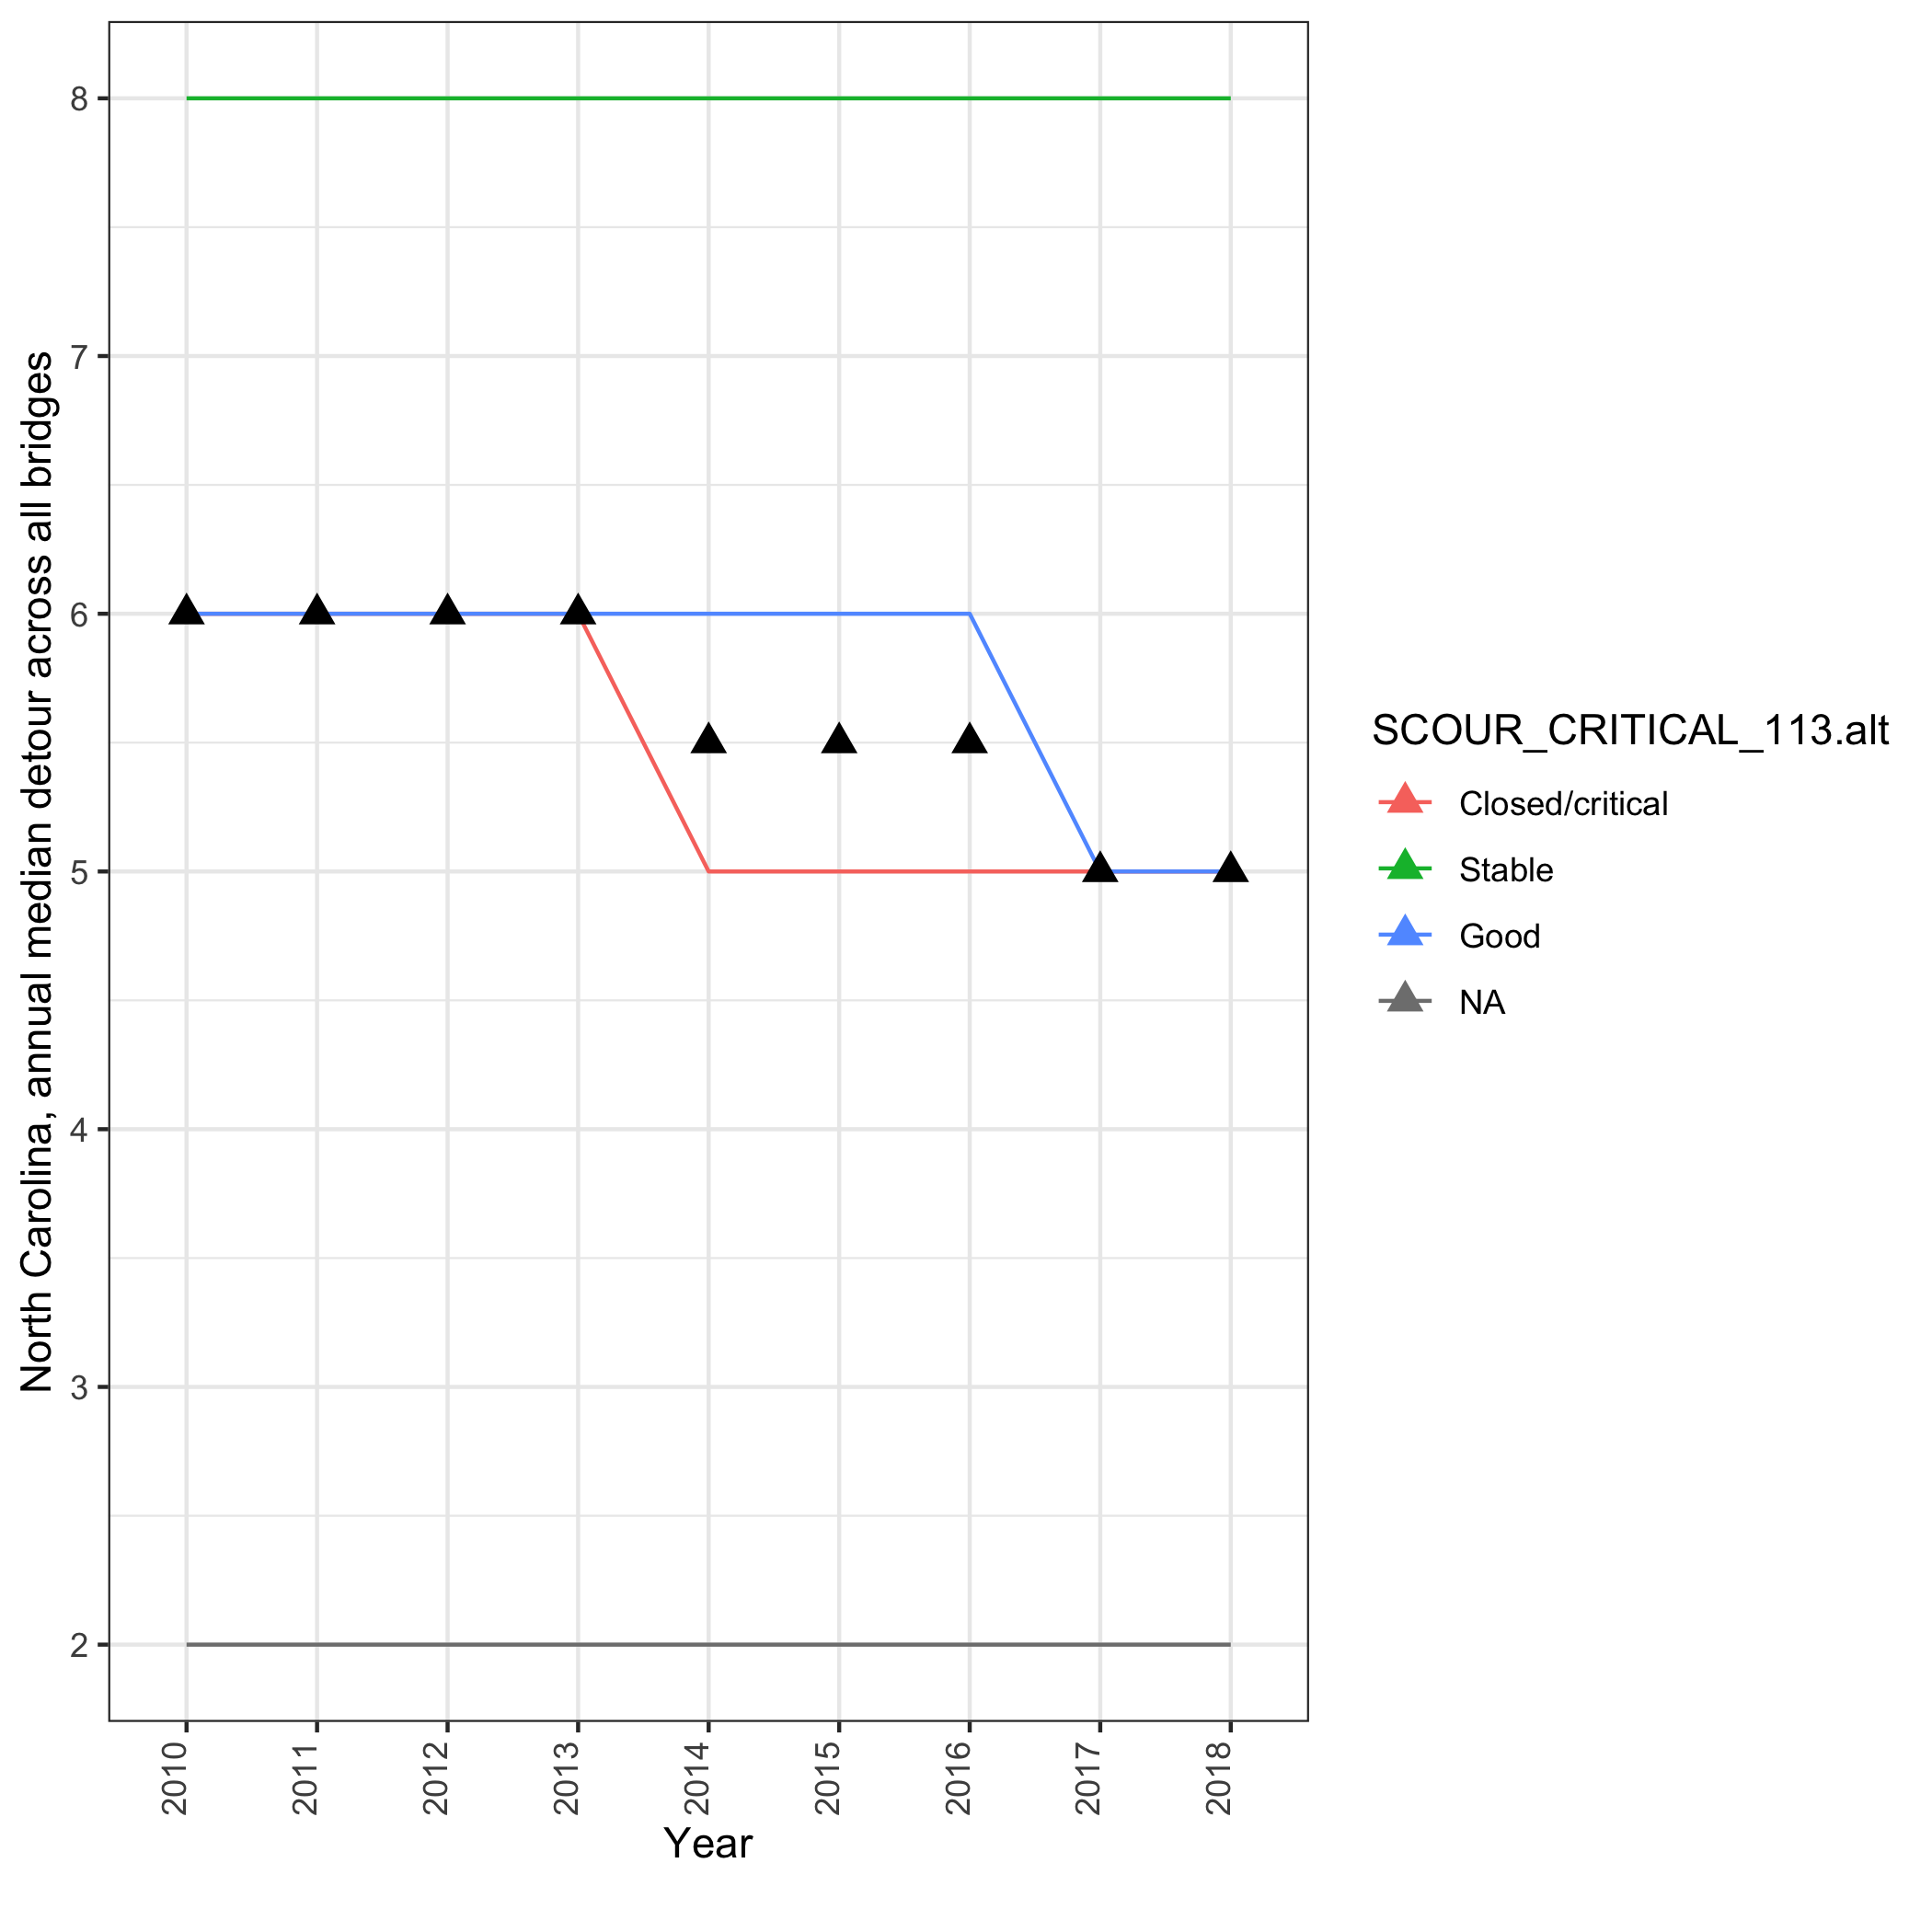 North Carolina, annual median detour across all bridges
8
7
6
5
4
3
2
2010
2011
2012
2013
2014
2015
2016
2017
2018
Year
SCOUR_CRITICAL_113.alt
Closed/critical
Stable
Good
NA